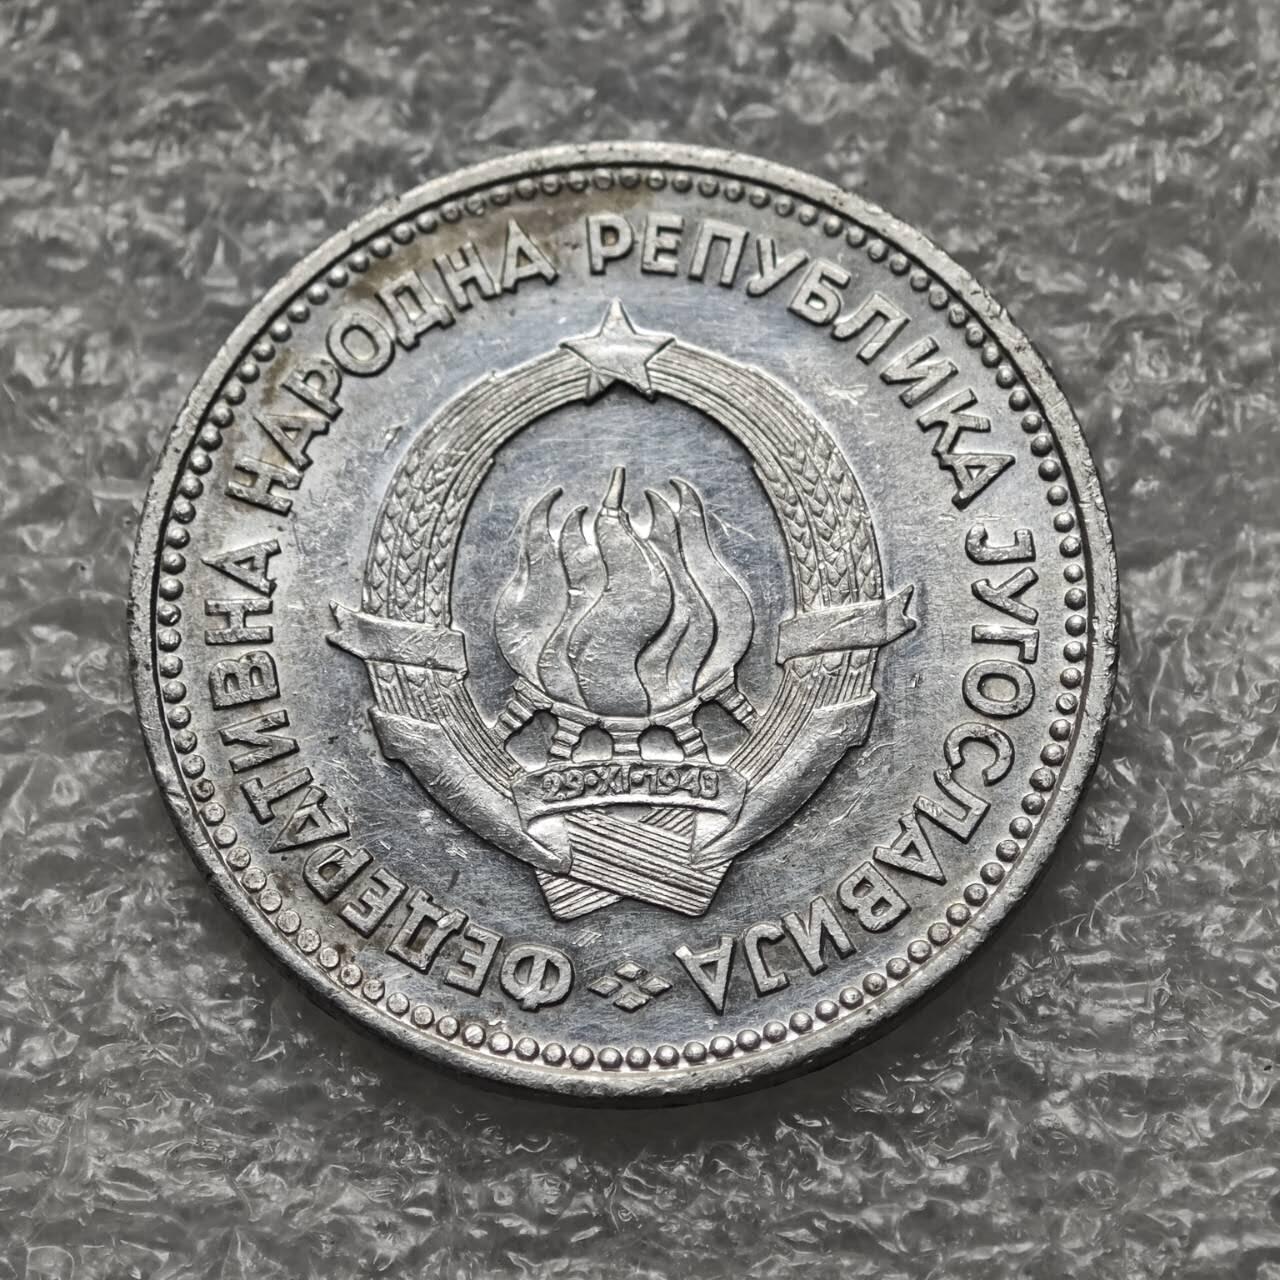 ФЕДЕРАТИВНА НАРОДНА РЕПУБЛИКА ЈУГОСЛАВИЈА
29·XI·1943